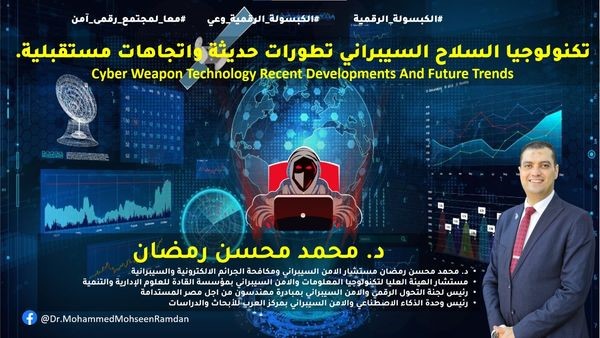 #الكبسولة_الرقمية #الكبسولة_الرقمية_وعي #معا_لمجتمع_رقمى_آمن
تكنولوجيا السلاح السيبراني تطورات حديثة واتجاهات مستقبلية.
Cyber Weapon Technology Recent Developments And Future Trends
د. محمد محسن رمضان
• د. محمد محسن رمضان مستشار الامن السيبراني ومكافحة الجرائم الالكترونية والسيبرانية
• مستشار الهيئة العليا لتكنولوجيا المعلومات والامن السيبراني بمؤسسة القادة للعلوم الإدارية والتنمية
• رئيس لجنة التحول الرقمي والامن السيبراني بمبادرة مهندسون من اجل مصر المستدامة
• رئيس وحدة الذكاء الاصطناعي والامن السيبراني بمركز العرب للأبحاث والدراسات
@Dr.MohammedMohseenRamdan